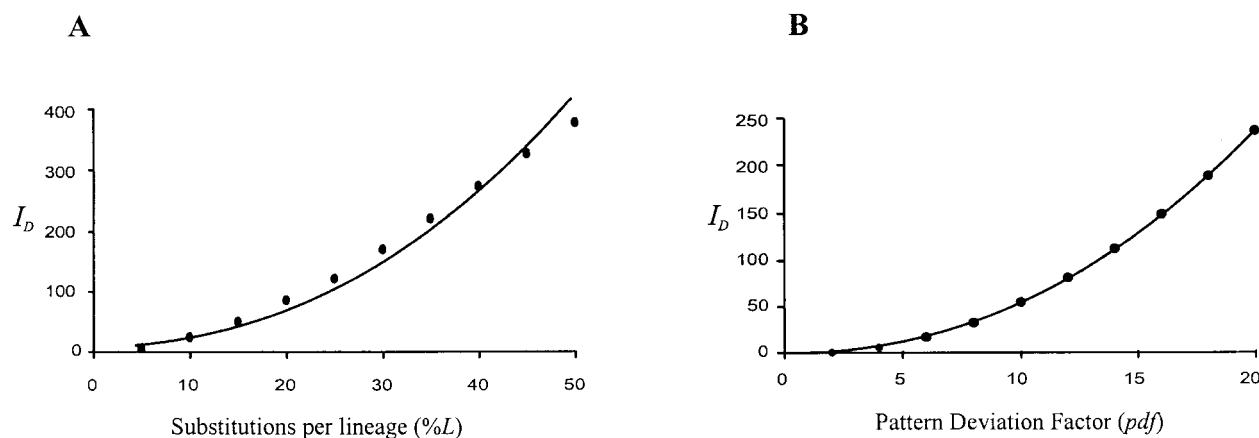 A
400
300
200
100
0
I_D
0 10 20 30 40 50
Substitutions per lineage (%L)
B
250
200
150
100
50
0
I_D
0 5 10 15 20
Pattern Deviation Factor (pdf)